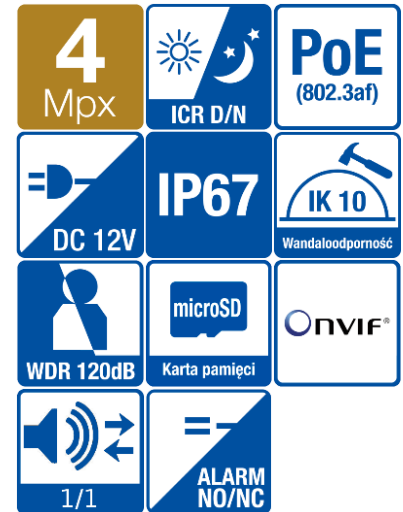 4
Mpx
ICR D/N
PoE
(802.3af)
DC 12V
IP67
IK 10
Wandaloodporność
WDR 120dB
microSD
Karta pamięci
ONVIF®
1/1
ALARM
NO/NC